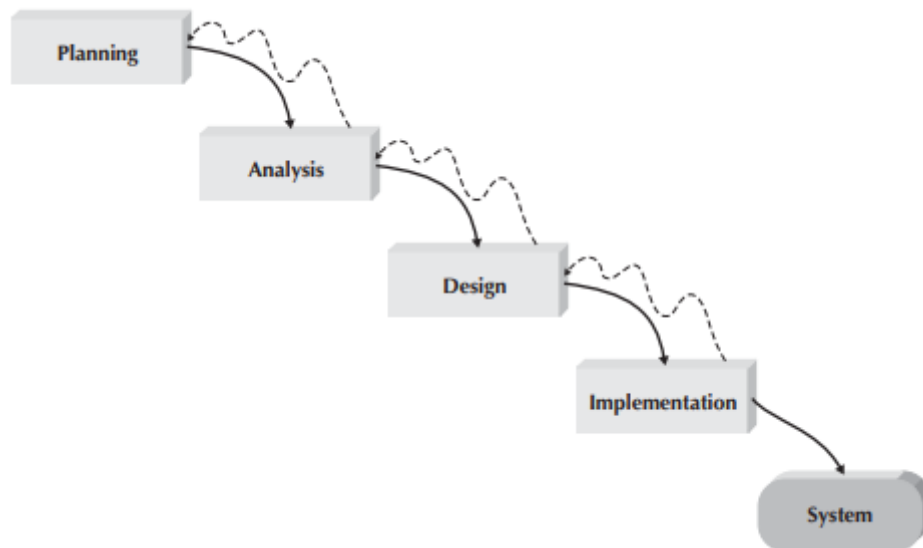 Planning
Analysis
Design
Implementation
System